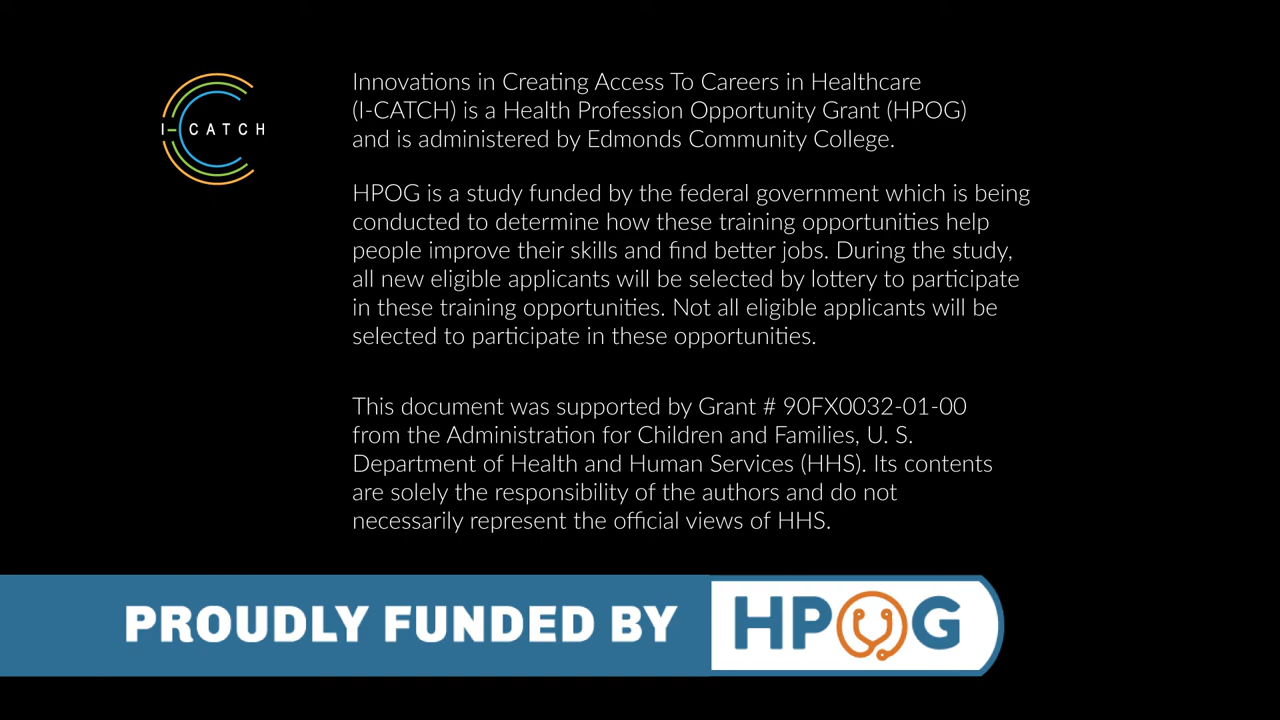 I-CATCH
Innovations in Creating Access To Careers in Healthcare
(I-CATCH) is a Health Profession Opportunity Grant (HPOG)
and is administered by Edmonds Community College.
HPOG is a study funded by the federal government which is being
conducted to determine how these training opportunities help
people improve their skills and find better jobs. During the study,
all new eligible applicants will be selected by lottery to participate
in these training opportunities. Not all eligible applicants will be
selected to participate in these opportunities.
This document was supported by Grant # 90FX0032-01-00
from the Administration for Children and Families, U. S.
Department of Health and Human Services (HHS). Its contents
are solely the responsibility of the authors and do not
necessarily represent the official views of HHS.
PROUDLY FUNDED BY HPOG